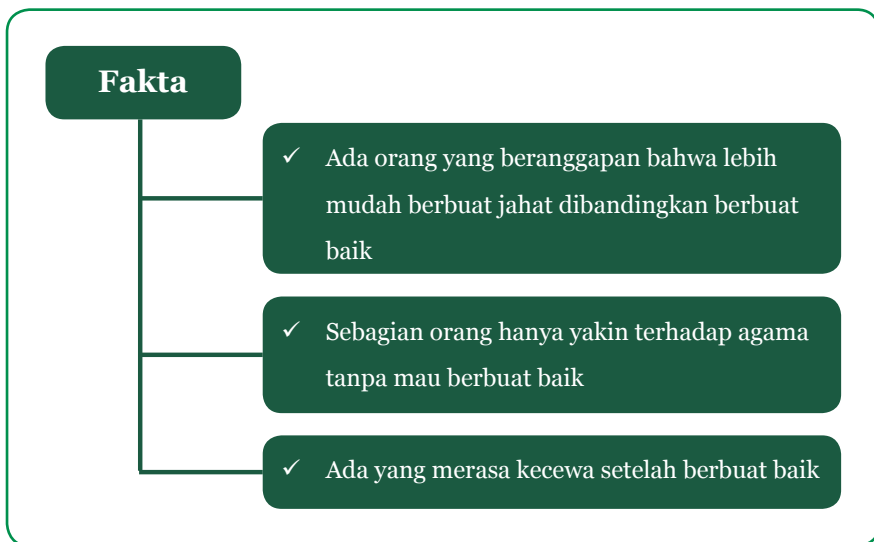 Fakta
✓ Ada orang yang beranggapan bahwa lebih
mudah berbuat jahat dibandingkan berbuat
baik
✓ Sebagian orang hanya yakin terhadap agama
tanpa mau berbuat baik
✓ Ada yang merasa kecewa setelah berbuat baik